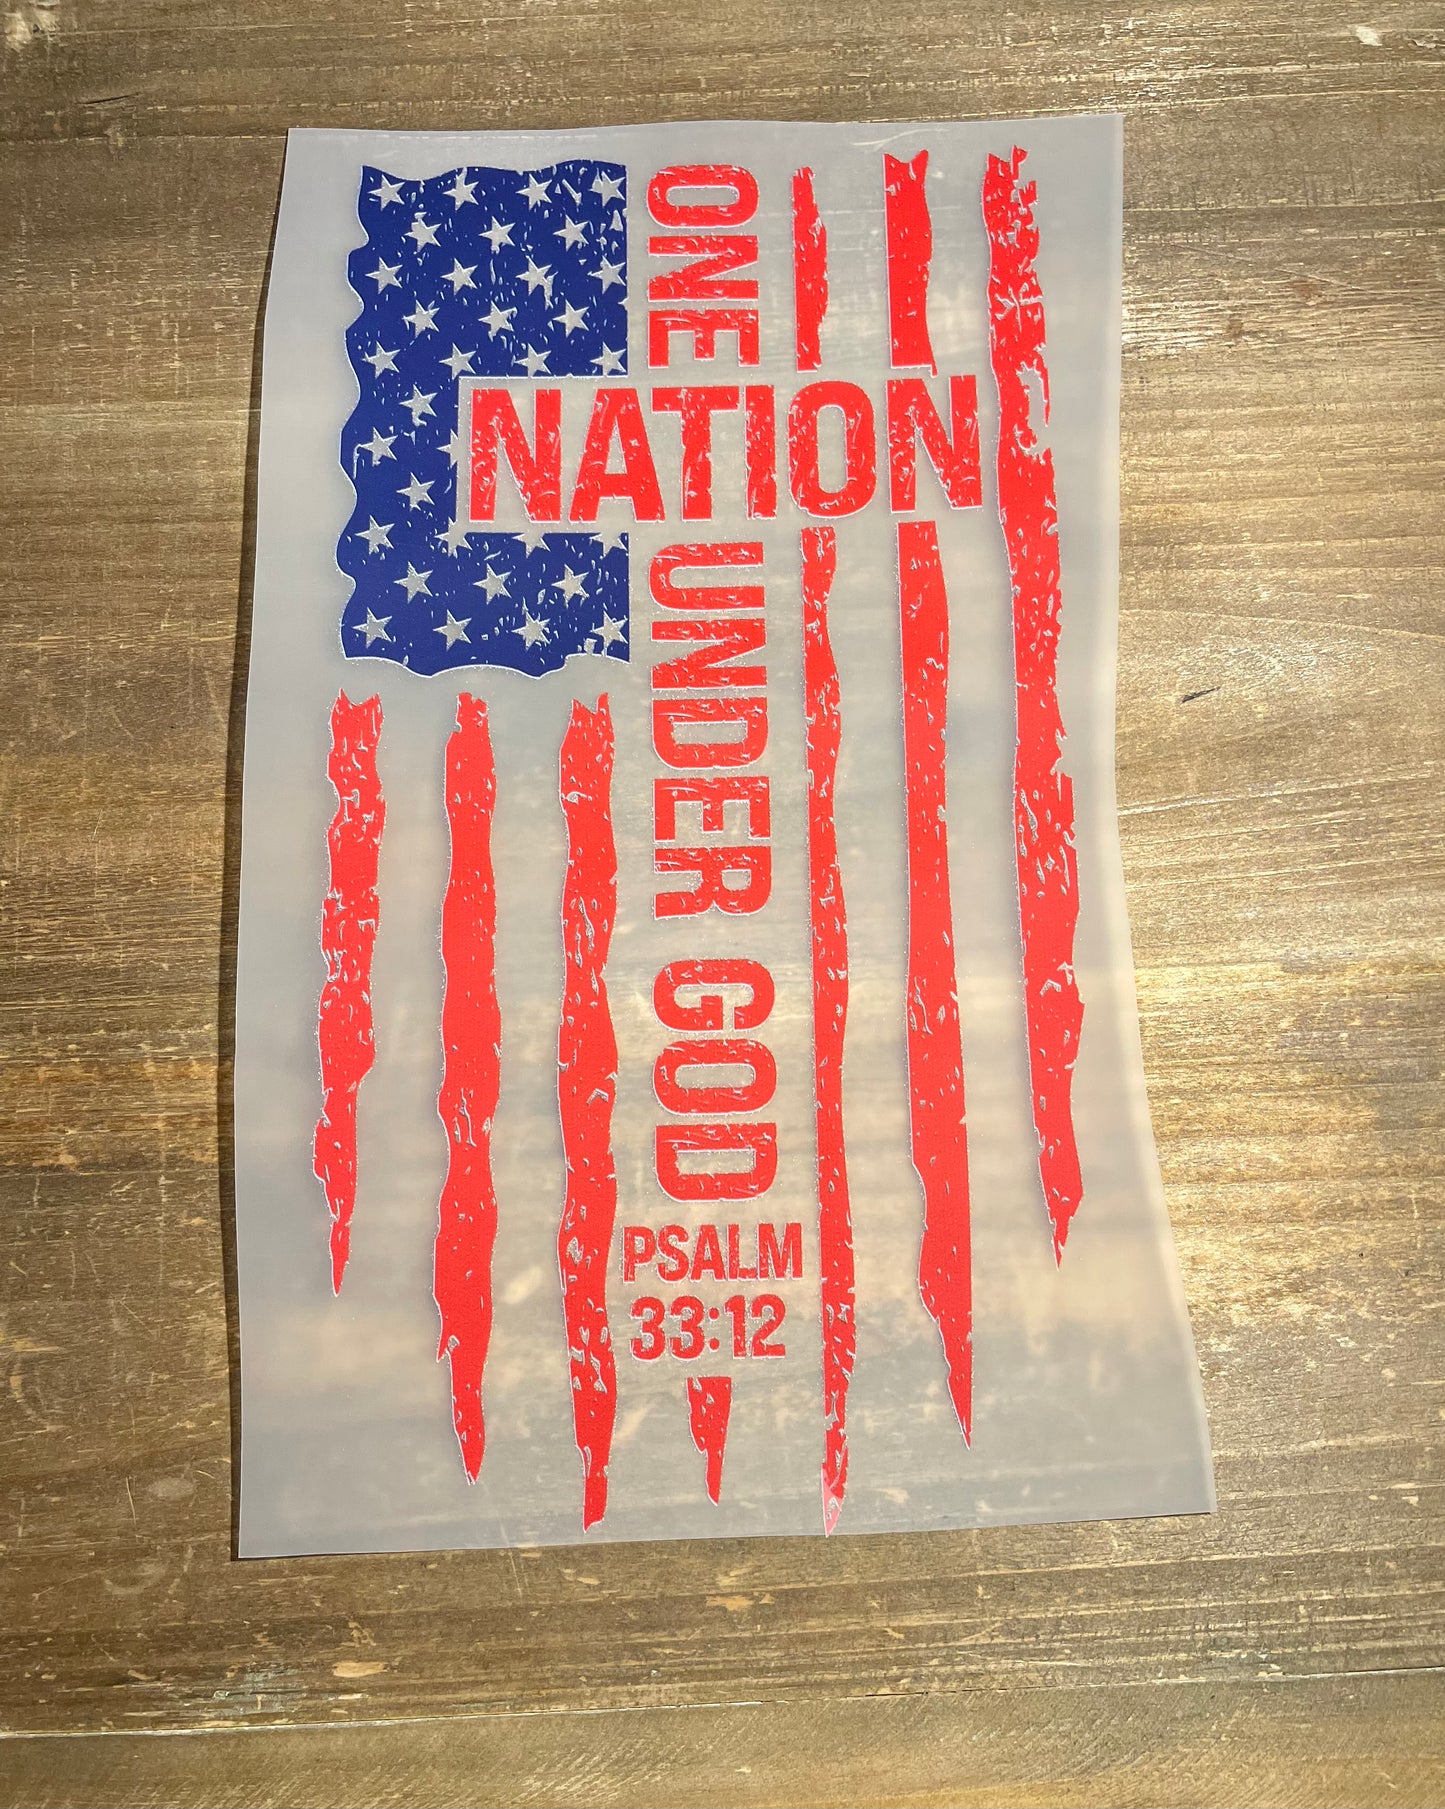 ONE
NATION
UNDER GOD
PSALM
33:12